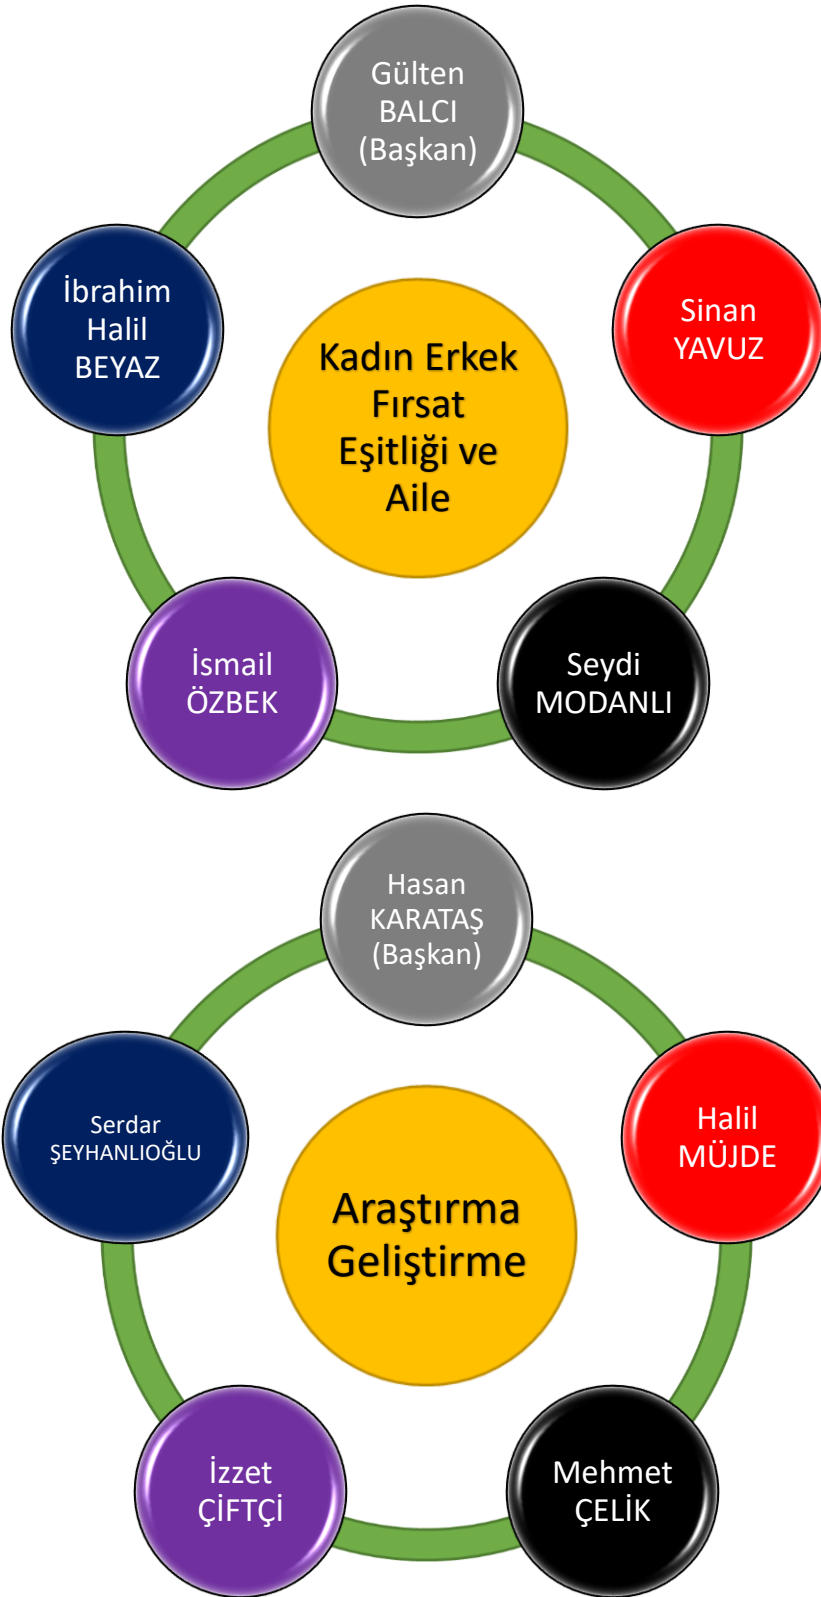 Gülten
BALCI
(Başkan)
İbrahim
Halil
BEYAZ
Sinan
YAVUZ
Kadın Erkek
Fırsat
Eşitliği ve
Aile
İsmail
ÖZBEK
Seydi
MODANLI
Hasan
KARATAŞ
(Başkan)
Serdar
ŞEYHANLIOĞLU
Halil
MÜJDE
Araştırma
Geliştirme
İzzet
ÇİFTÇİ
Mehmet
ÇELİK